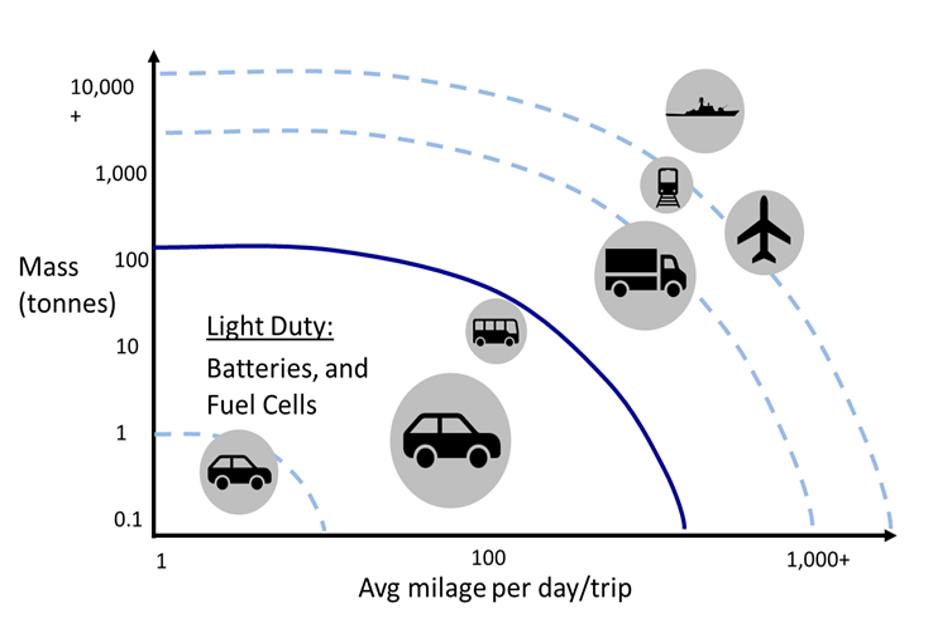 10,000
+
1,000
100
Mass
(tonnes)
10
1
0.1
Light Duty:
Batteries, and
Fuel Cells
1
100
1,000+
Avg milage per day/trip